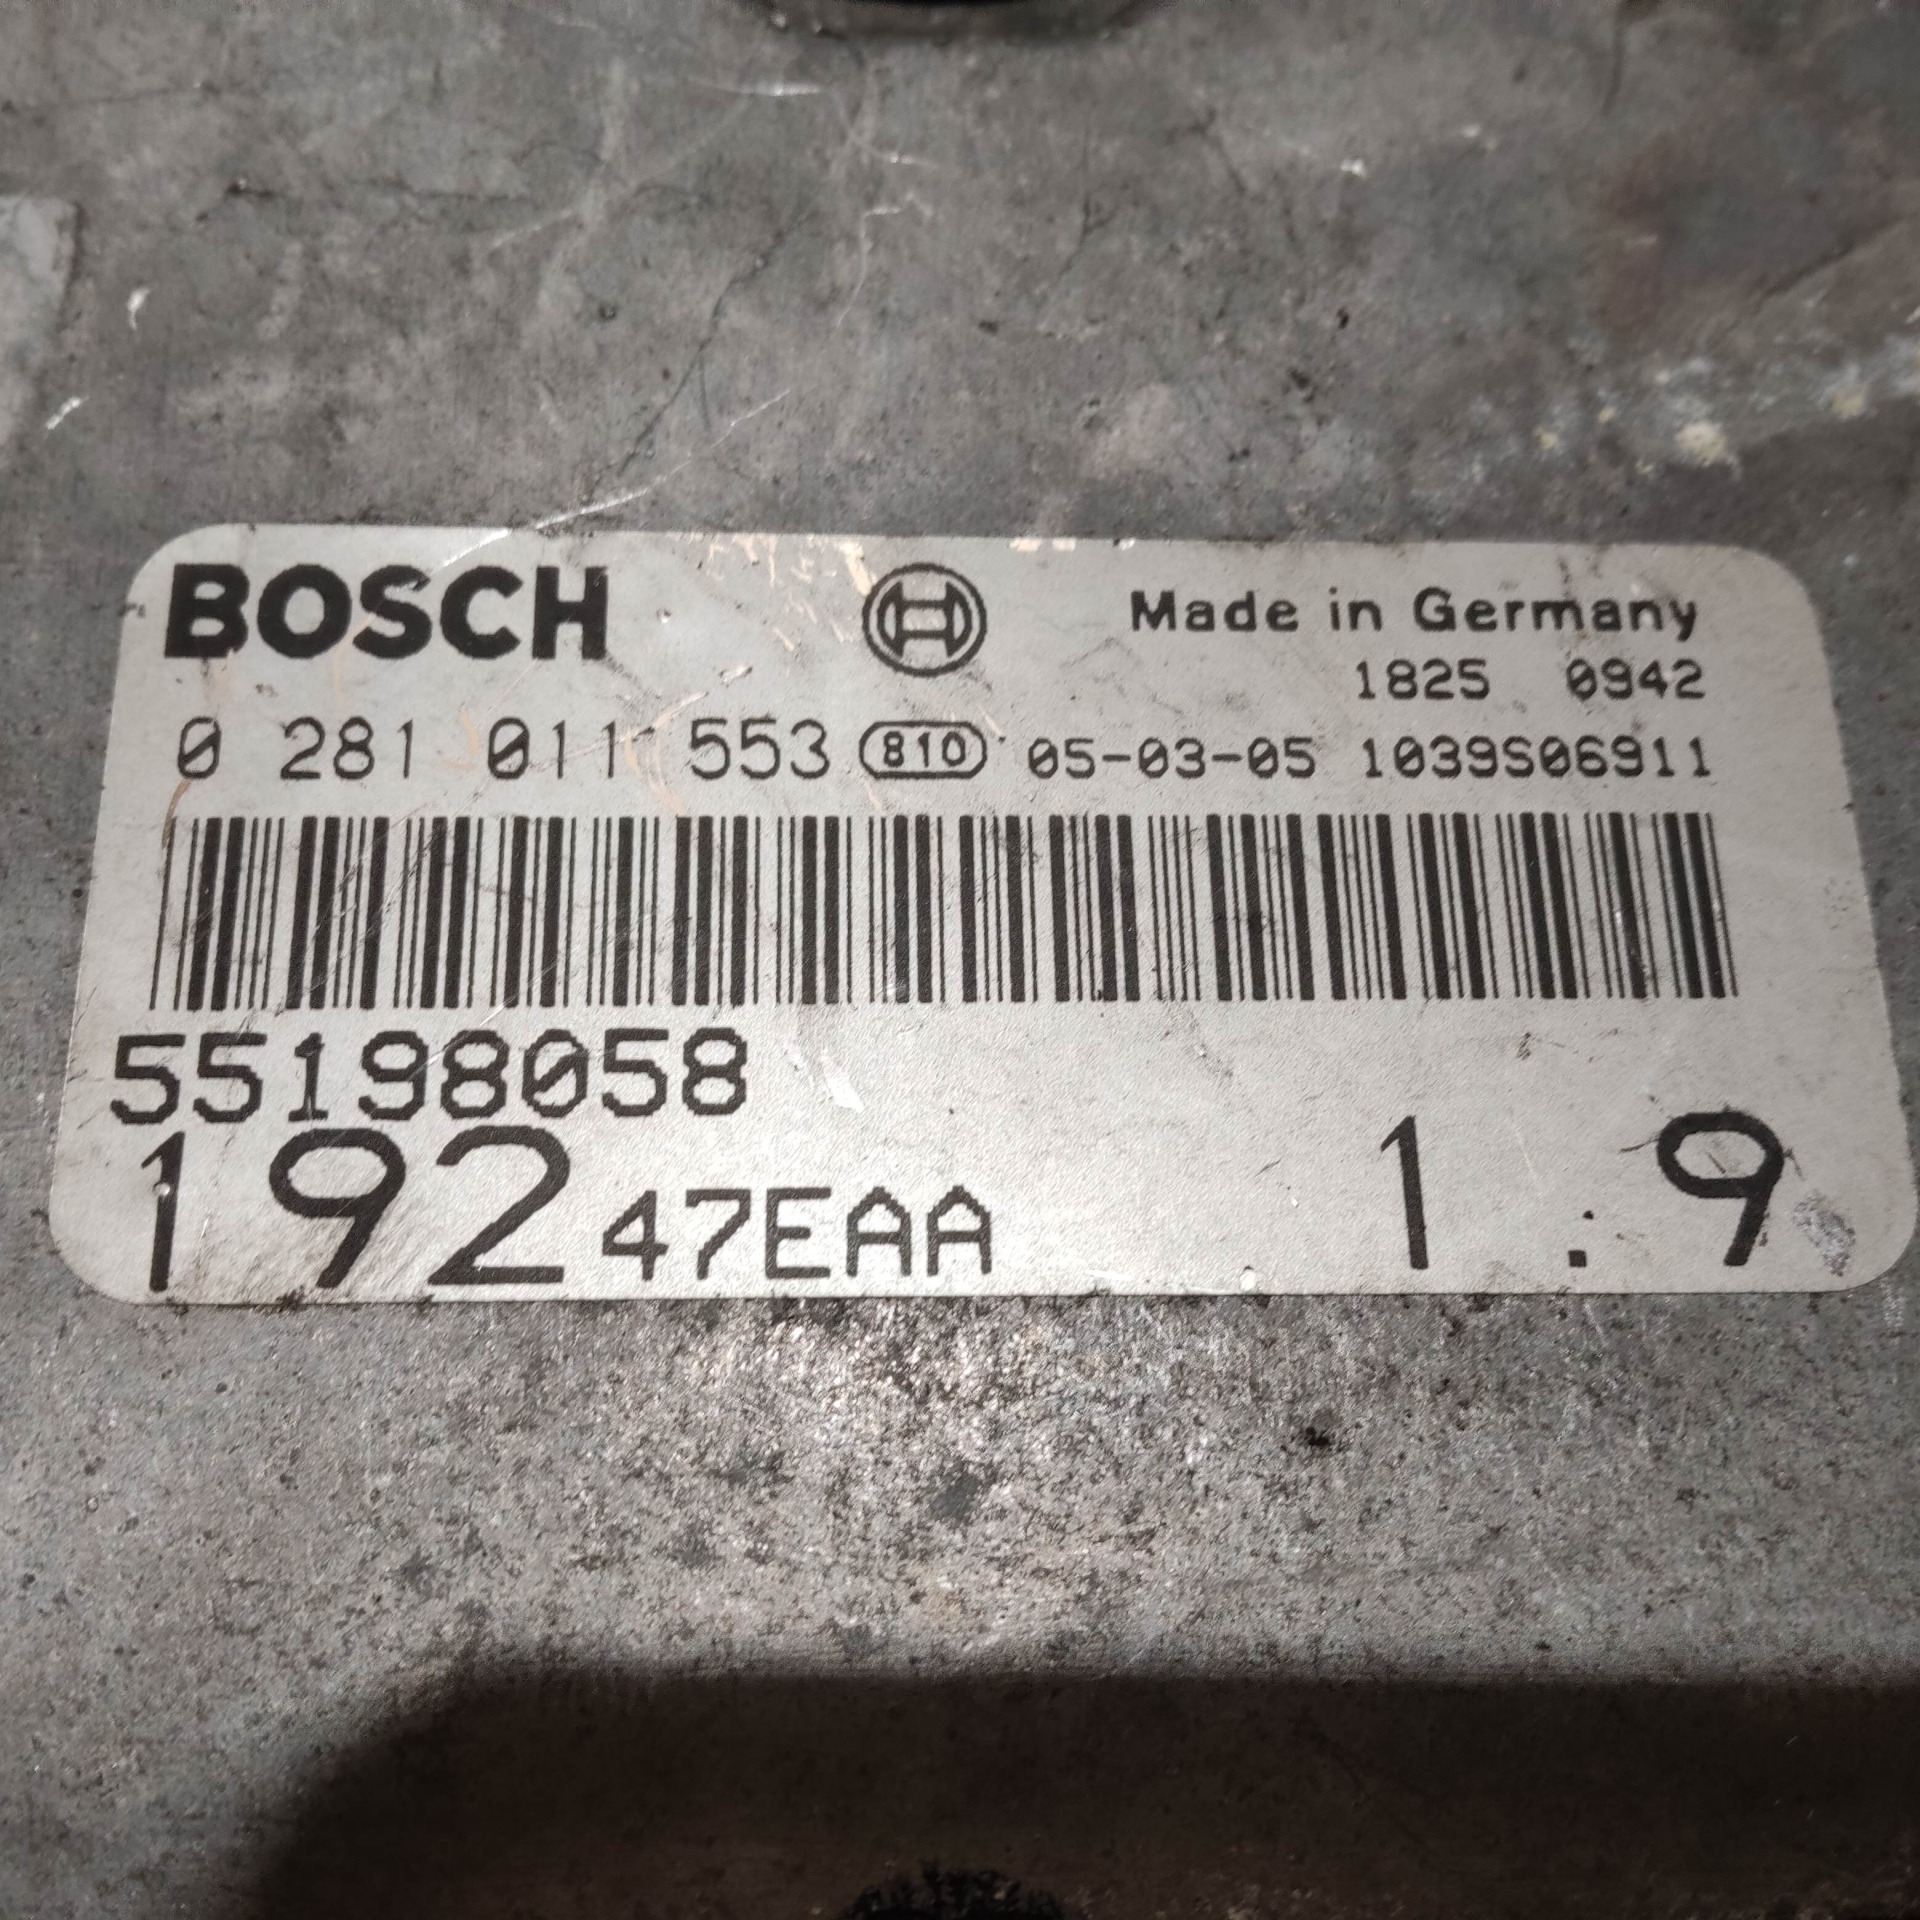 BOSCH Made in Germany
1825 0942
0 281 011 553 810 05-03-05 1039S06911
55198058
192 47EAA 1.9